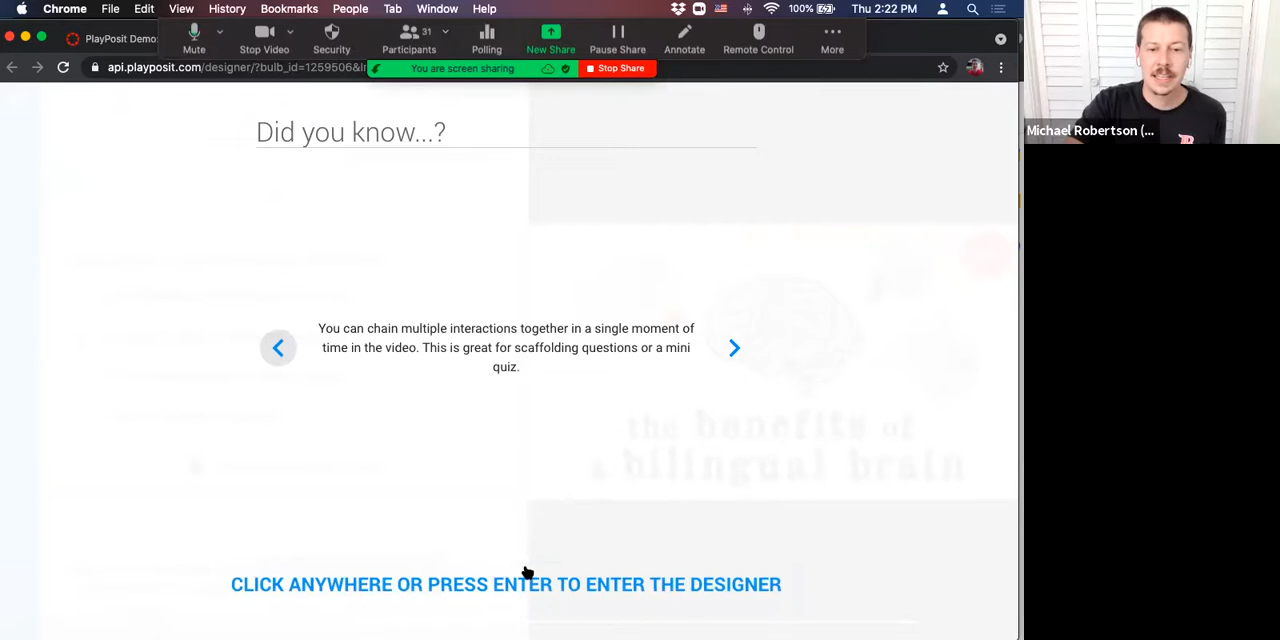 Chrome File Edit View History Bookmarks People Tab Window Help 100% Thu 2:22 PM
PlayPosit Demo:
Mute Stop Video Security Participants 31 Polling New Share Pause Share Annotate Remote Control More
api.playposit.com/designer/?bulb_id=1259506&l
You are screen sharing Stop Share
Michael Robertson (...
Did you know...?
You can chain multiple interactions together in a single moment of
time in the video. This is great for scaffolding questions or a mini
quiz.
the benefits of
a bilingual brain
CLICK ANYWHERE OR PRESS ENTER TO ENTER THE DESIGNER